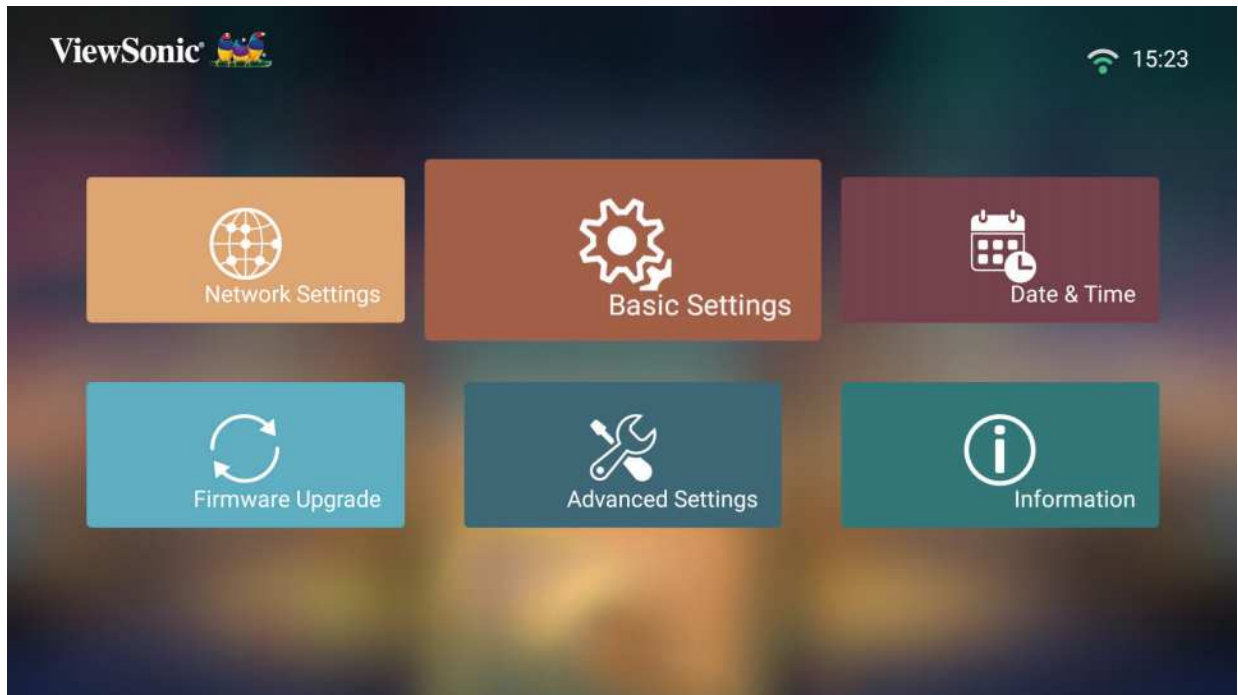 ViewSonic®
15:23
Network Settings
Basic Settings
Date & Time
Firmware Upgrade
Advanced Settings
Information